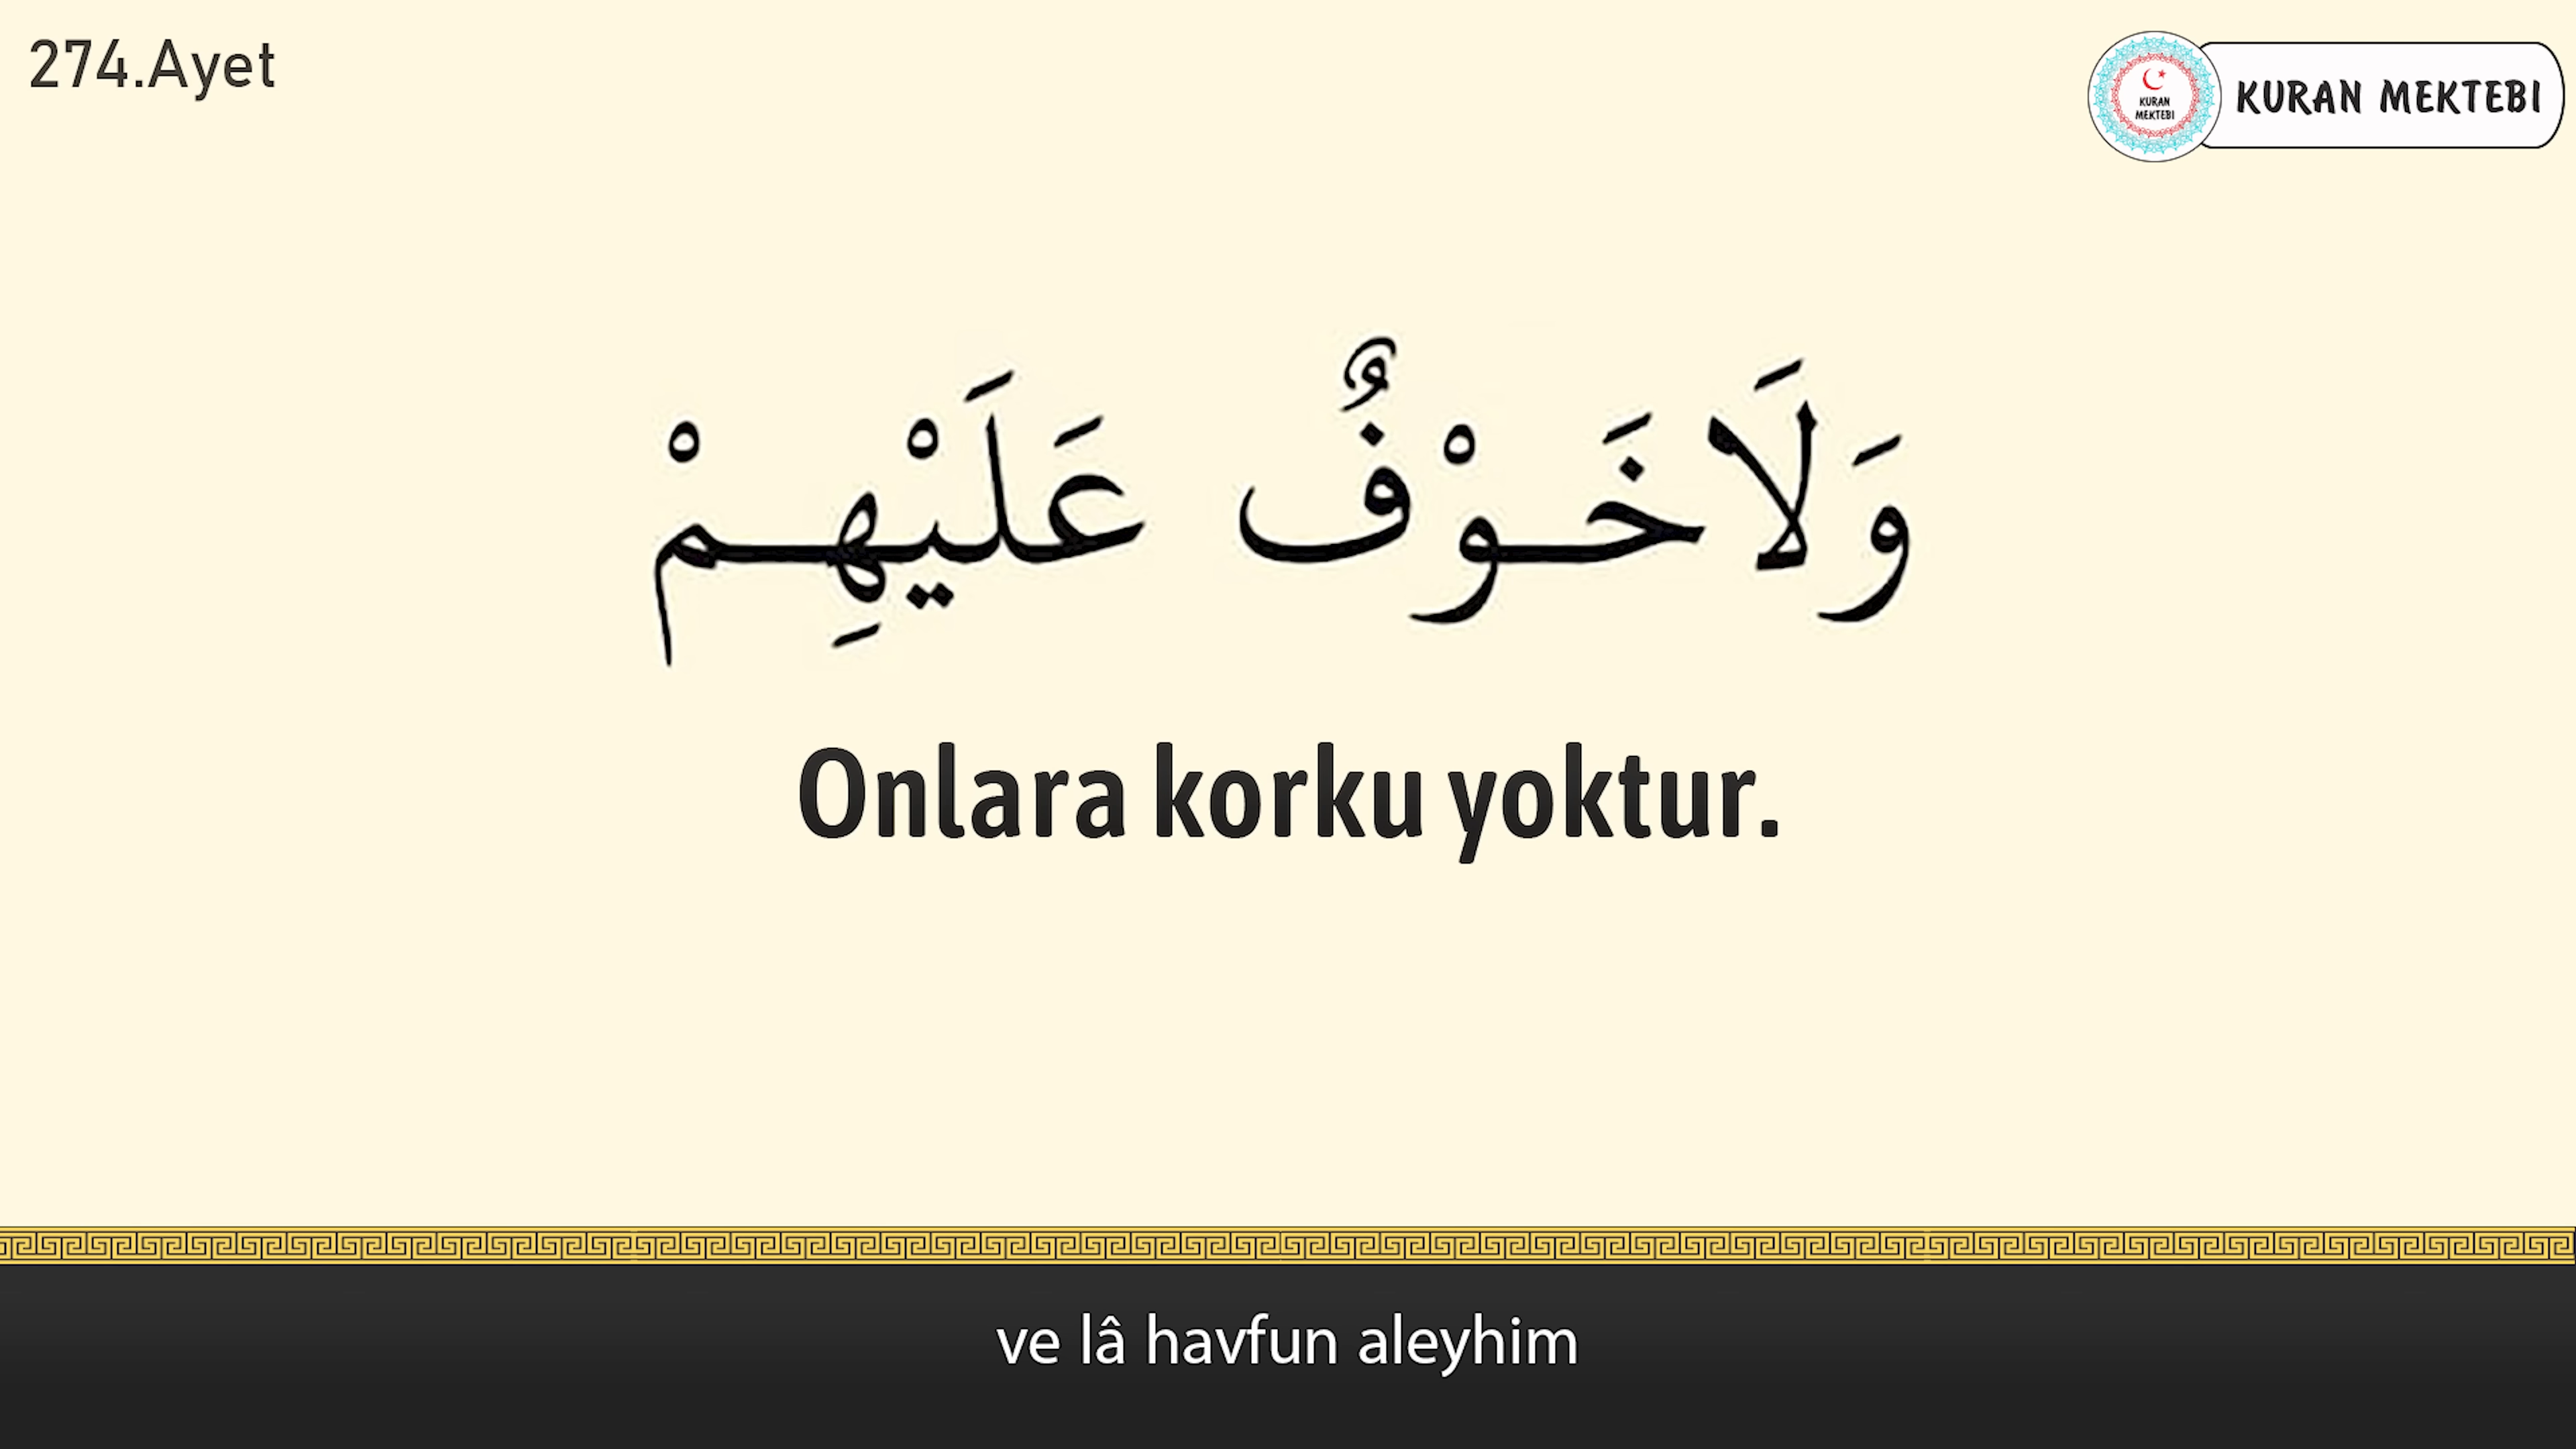 274.Ayet
KURAN
MEKTEBI
KURAN MEKTEBI
وَلَا خَوْفٌ عَلَيْهِمْ
Onlara korku yoktur.
ve lâ havfun aleyhim